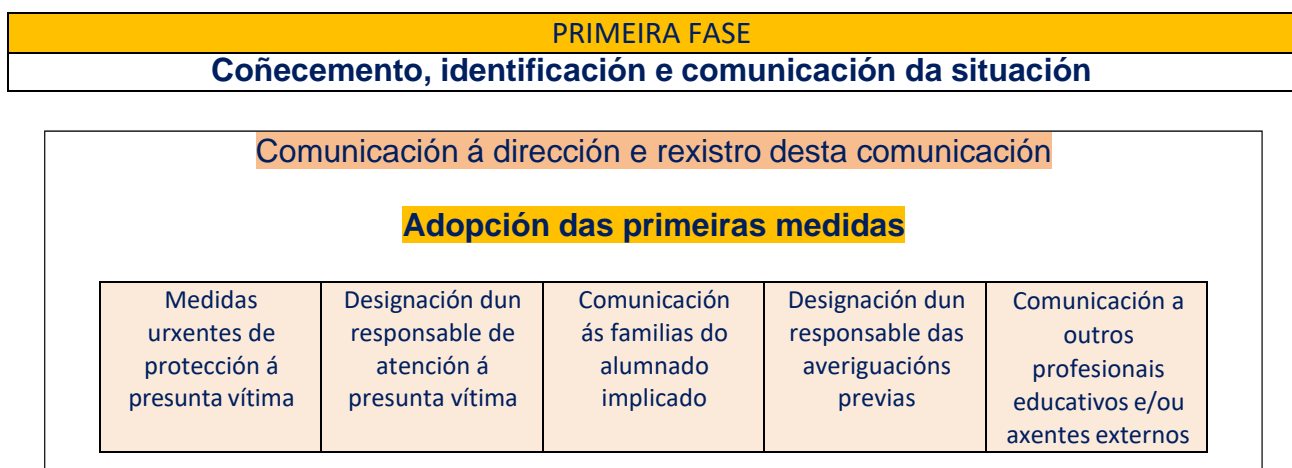 PRIMEIRA FASE
Coñecemento, identificación e comunicación da situación
Comunicación á dirección e rexistro desta comunicación
Adopción das primeiras medidas
Medidas
urxentes de
protección á
presunta vítima
Designación dun
responsable de
atención á
presunta vítima
Comunicación
ás familias do
alumnado
implicado
Designación dun
responsable das
averiguacións
previas
Comunicación a
outros
profesionais
educativos e/ou
axentes externos